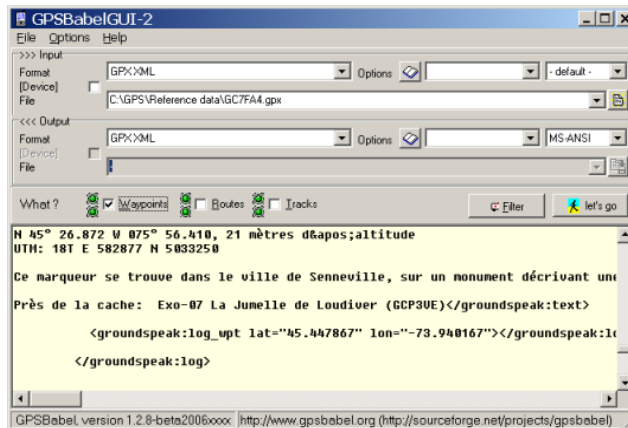 GPSBabelGUI-2
File Options Help
>>> Input
Format GPX XML Options - default -
[Device]
File C:\GPS\Reference data\GC7FA4.gpx
<<< Output
Format GPX XML Options MS-ANSI
[Device]
File
What ? Waypoints Routes Tracks Filter let's go
N 45° 26.872 W 075° 56.410, 21 mètres d&apos;altitude
UTM: 18T E 582877 N 5033250
Ce marqueur se trouve dans le ville de Senneville, sur un monument décrivant une
Près de la cache: Exo-07 La Jumelle de Loudiver (GCP3VE)</groundspeak:text>
<groundspeak:log_wpt lat="45.447867" lon="-73.940167"></groundspeak:lo
</groundspeak:log>
GPSBabel, version 1.2.8-beta2006xxxx http://www.gpsbabel.org (http://sourceforge.net/projects/gpsbabel)